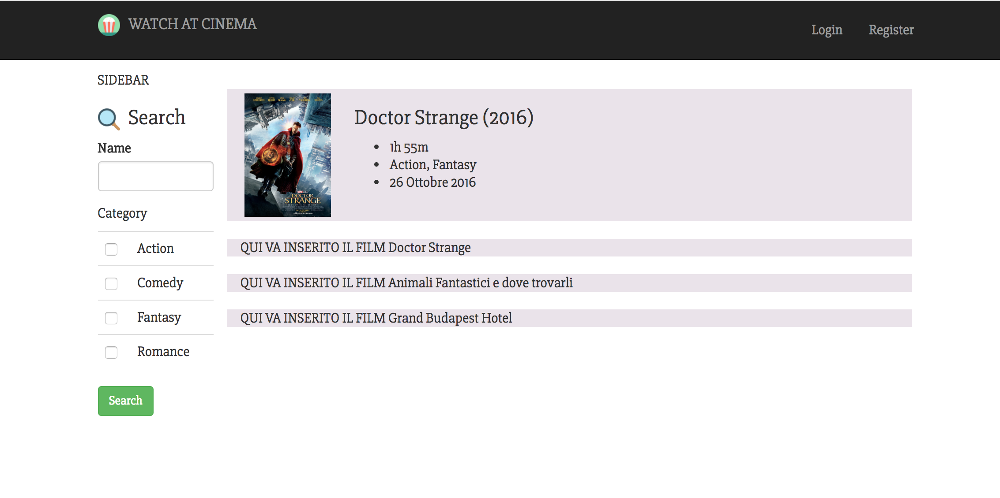 WATCH AT CINEMA
Login
Register
SIDEBAR
Search
Name
Category
Action
Comedy
Fantasy
Romance
Search
DOCTOR
STRANGE
Doctor Strange (2016)
1h 55m
Action, Fantasy
26 Ottobre 2016
QUI VA INSERITO IL FILM Doctor Strange
QUI VA INSERITO IL FILM Animali Fantastici e dove trovarli
QUI VA INSERITO IL FILM Grand Budapest Hotel